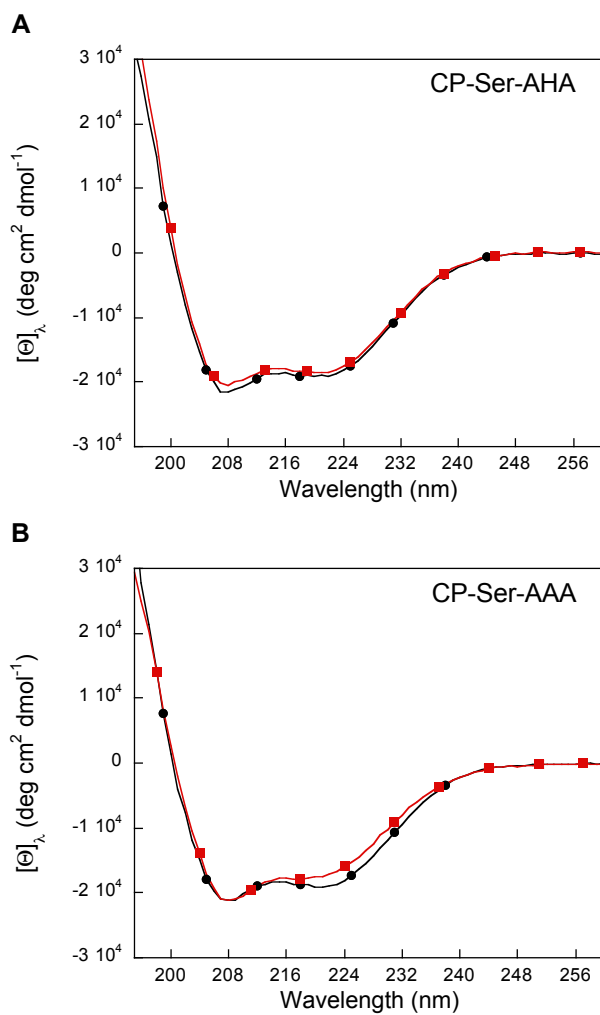 A
CP-Ser-AHA
[Θ]λ (deg cm² dmol⁻¹)
3 10⁴
2 10⁴
1 10⁴
0
-1 10⁴
-2 10⁴
-3 10⁴
200 208 216 224 232 240 248 256
Wavelength (nm)
B
CP-Ser-AAA
[Θ]λ (deg cm² dmol⁻¹)
3 10⁴
2 10⁴
1 10⁴
0
-1 10⁴
-2 10⁴
-3 10⁴
200 208 216 224 232 240 248 256
Wavelength (nm)